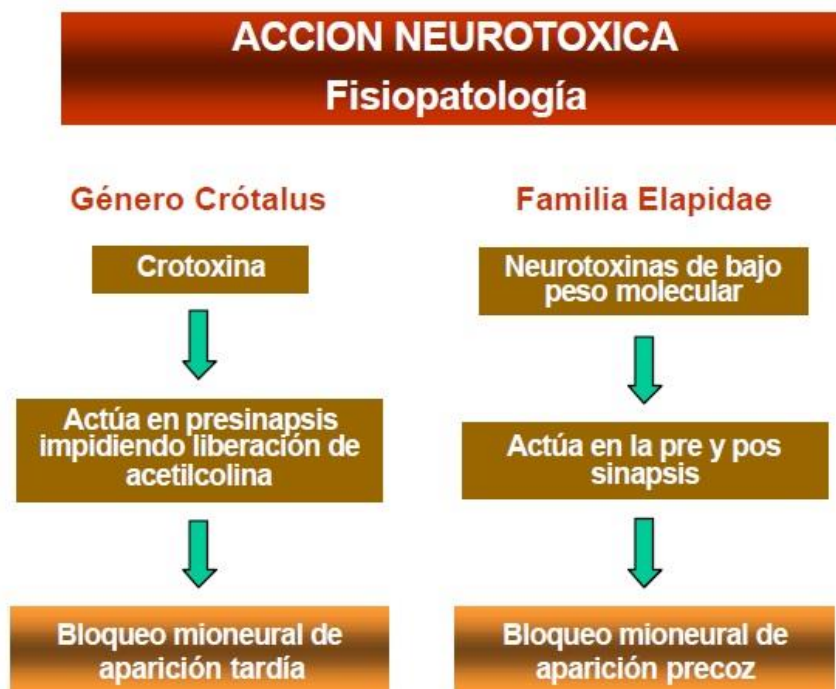 ACCION NEUROTOXICA
Fisiopatología
Género Crótalus
Crotoxina
Actúa en presinapsis
impidiendo liberación de
acetilcolina
Bloqueo mioneural de
aparición tardía
Familia Elapidae
Neurotoxinas de bajo
peso molecular
Actúa en la pre y pos
sinapsis
Bloqueo mioneural de
aparición precoz